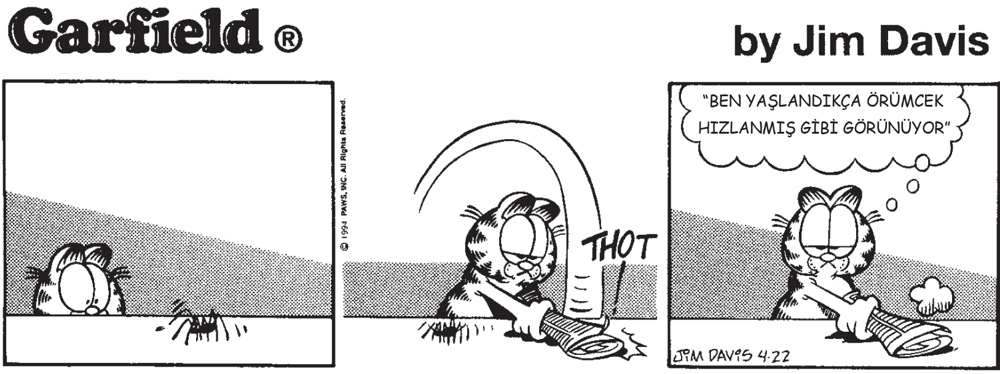 Garfield ®
by Jim Davis
© 1994 PAWS, INC. All Rights Reserved.
THOT
“BEN YAŞLANDIKÇA ÖRÜMCEK
HIZLANMIŞ GİBİ GÖRÜNÜYOR”
JIM DAVIS 4·22